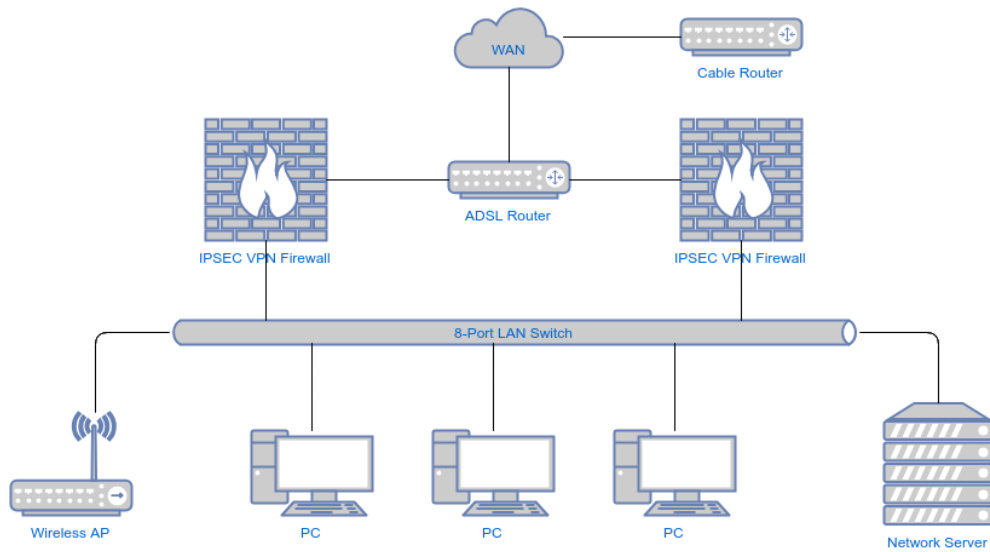 WAN
Cable Router
ADSL Router
IPSEC VPN Firewall
IPSEC VPN Firewall
8-Port LAN Switch
Wireless AP
PC
PC
PC
Network Server